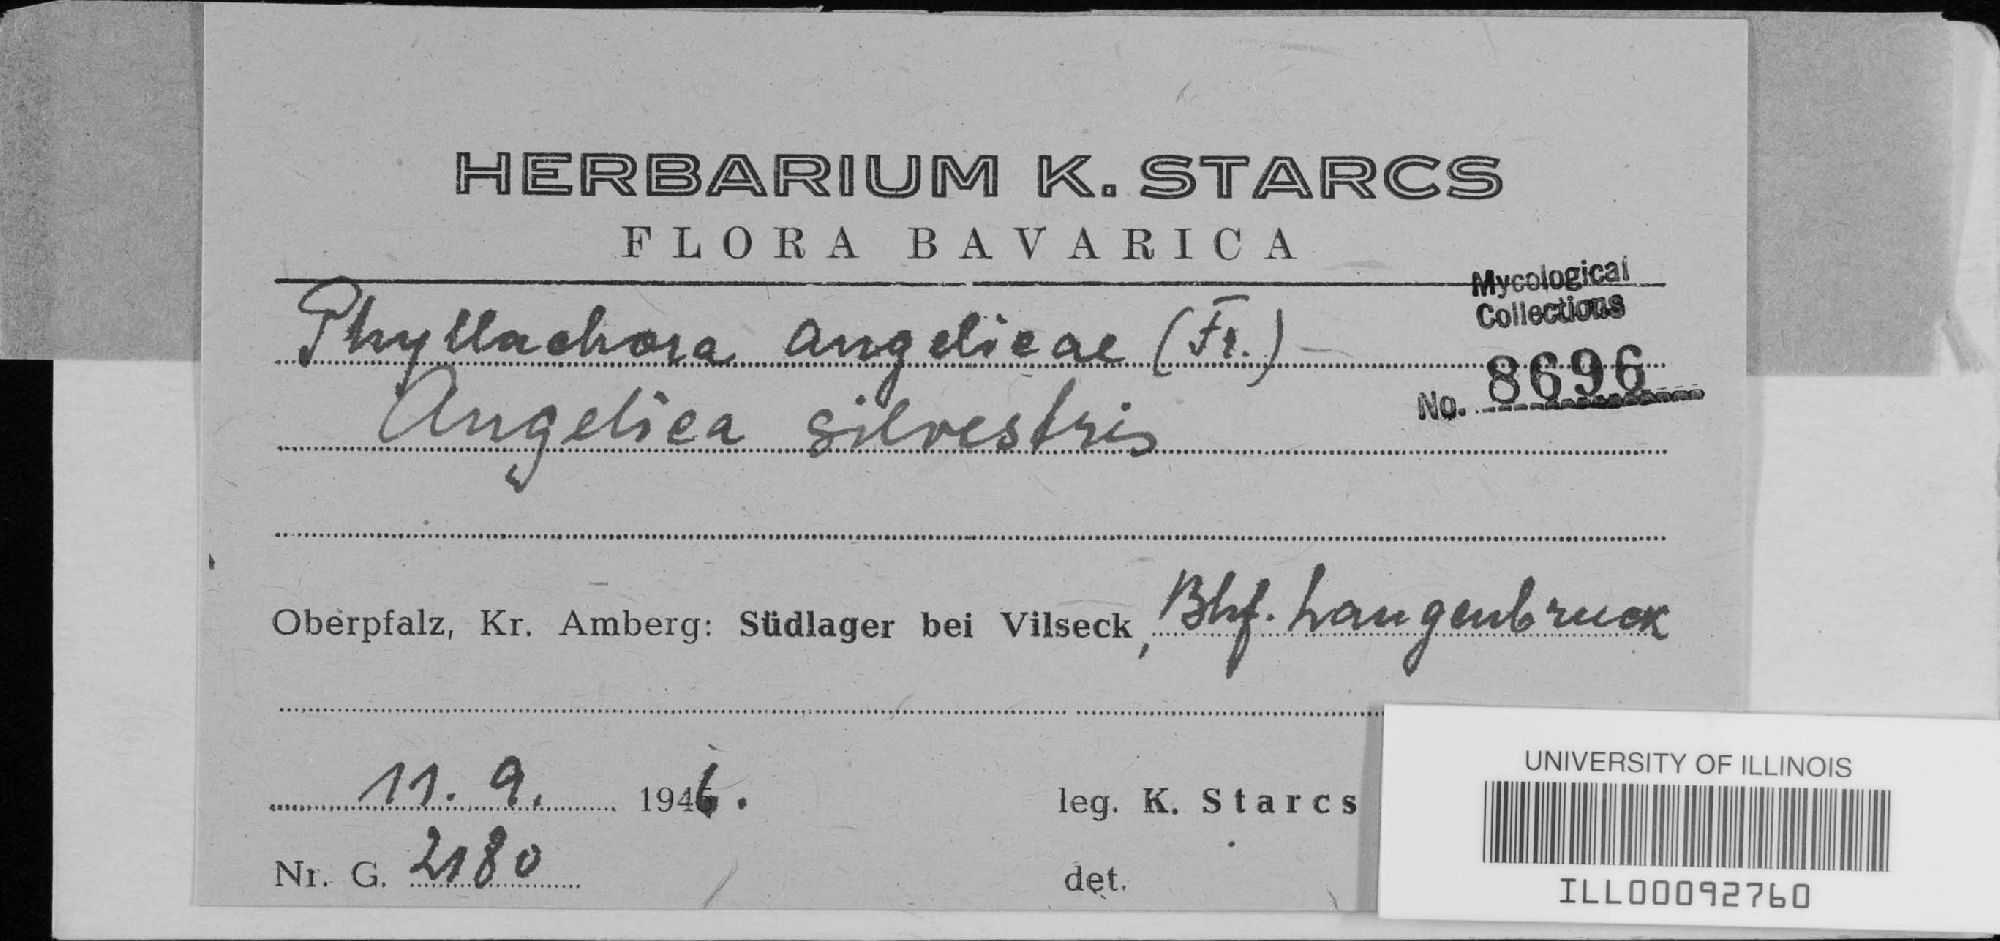 HERBARIUM K. STARCS
FLORA BAVARICA
Mycological
Collections
Phyllachora angelicae (Fr.)
No. 8696
Angelica silvestris
Oberpfalz, Kr. Amberg: Südlager bei Vilseck, Bhf. Langenbruck
11. 9. 1946.
leg. K. Starcs
Nr. G. 2180
det.
UNIVERSITY OF ILLINOIS
ILL00092760